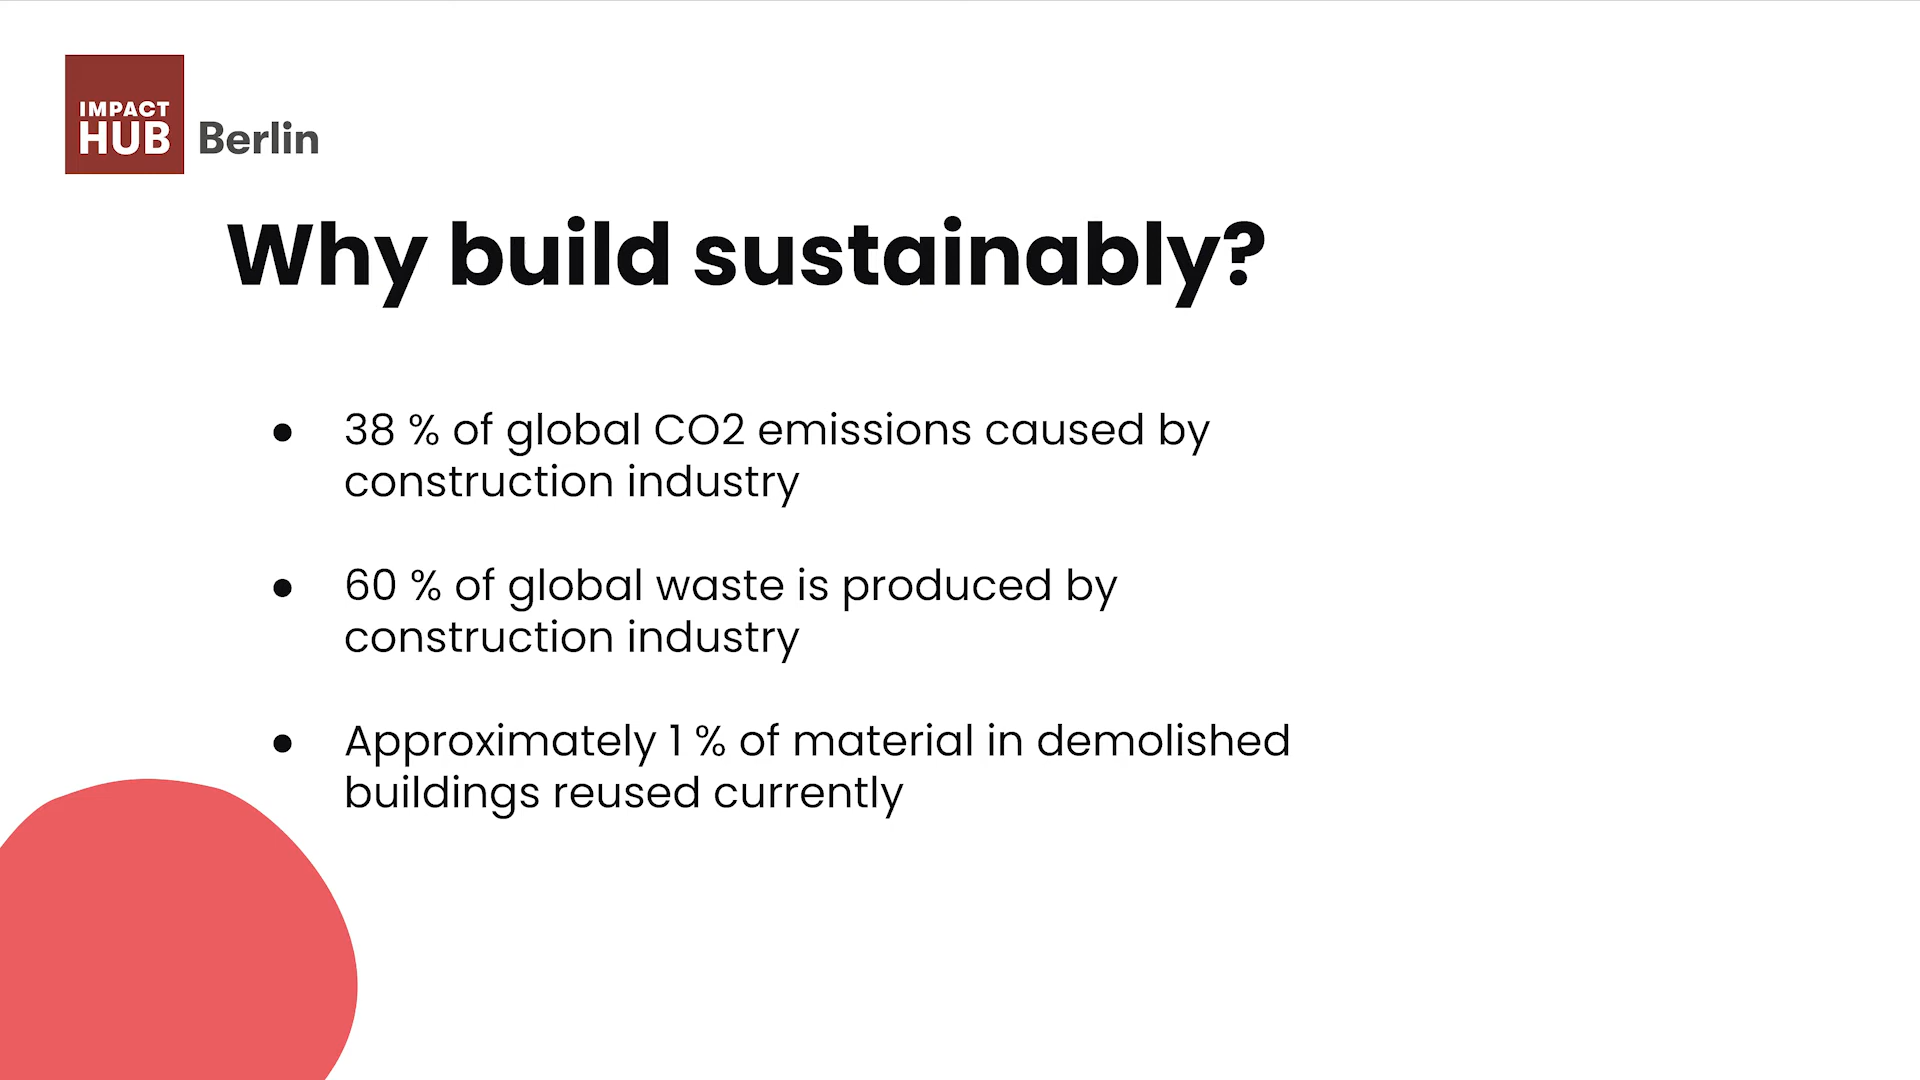 IMPACT
HUB Berlin
Why build sustainably?
● 38 % of global CO2 emissions caused by
construction industry
● 60 % of global waste is produced by
construction industry
● Approximately 1 % of material in demolished
buildings reused currently